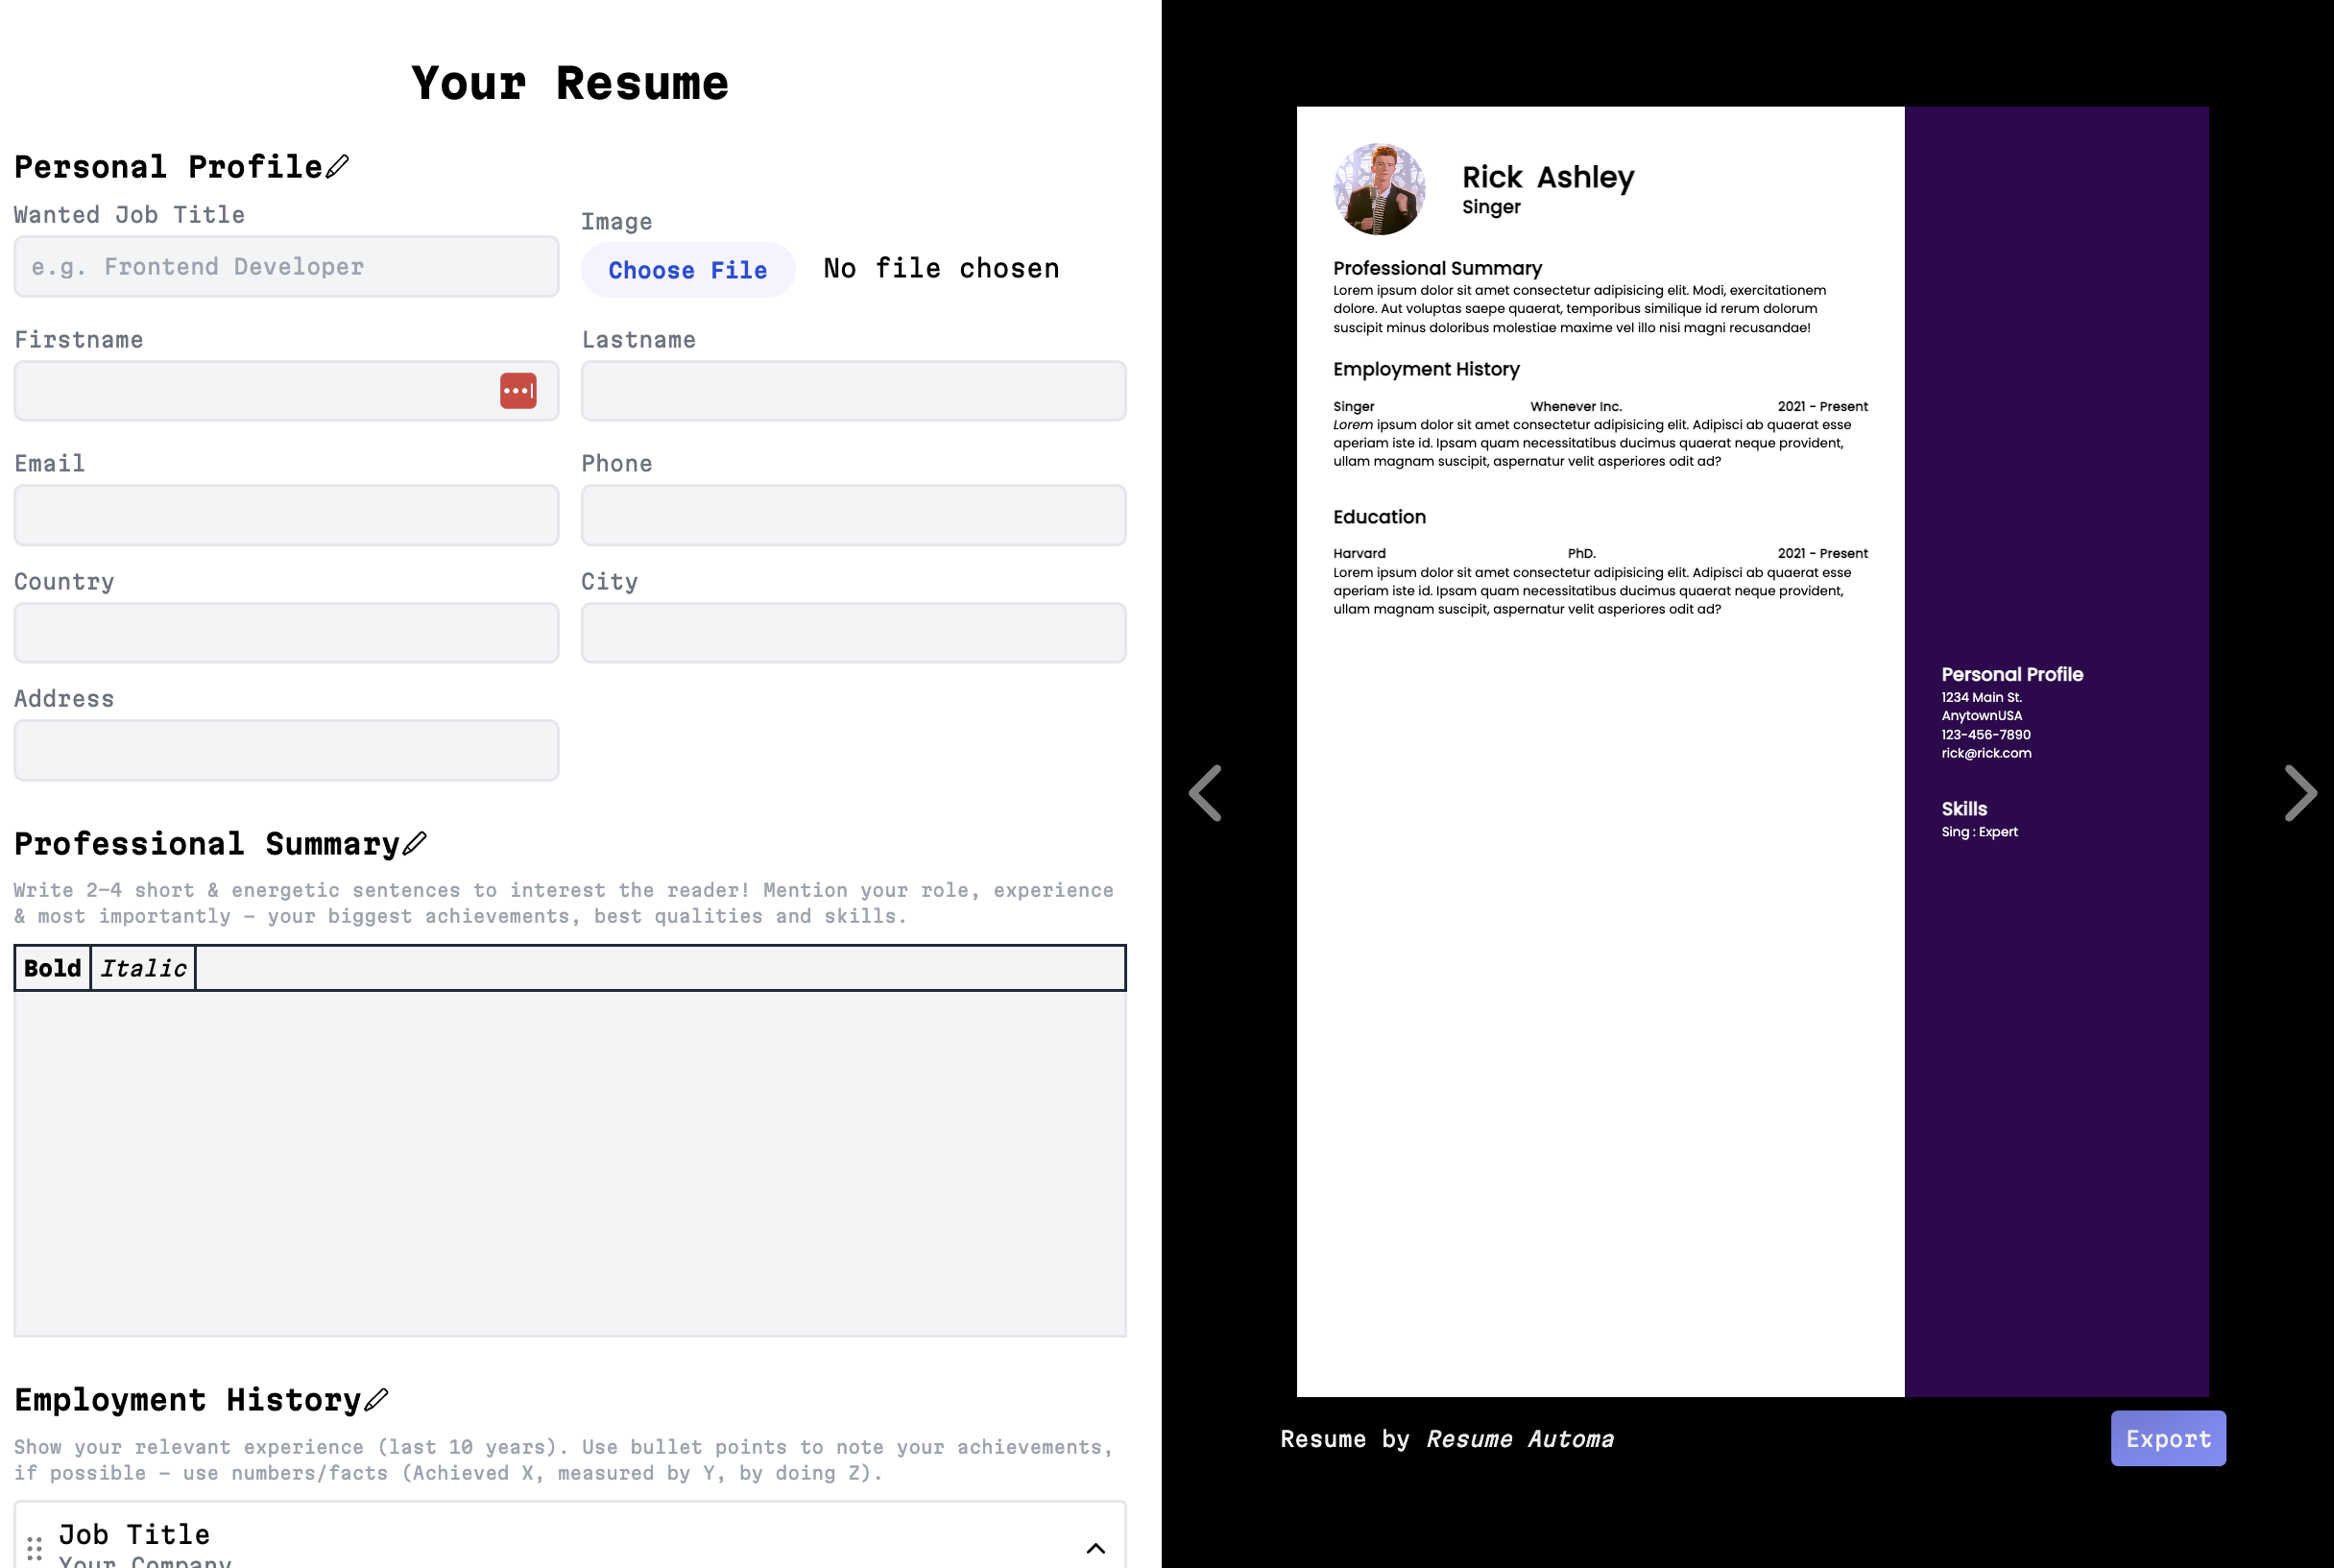 Your Resume
Personal Profile
Wanted Job Title
Image
e.g. Frontend Developer
Choose File No file chosen
Firstname
Lastname
Email
Phone
Country
City
Address
Professional Summary
Write 2-4 short & energetic sentences to interest the reader! Mention your role, experience
& most importantly - your biggest achievements, best qualities and skills.
Bold Italic
Employment History
Show your relevant experience (last 10 years). Use bullet points to note your achievements,
if possible - use numbers/facts (Achieved X, measured by Y, by doing Z).
Job Title
Your Company
Rick Ashley
Singer
Professional Summary
Lorem ipsum dolor sit amet consectetur adipisicing elit. Modi, exercitationem
dolore. Aut voluptas saepe quaerat, temporibus similique id rerum dolorum
suscipit minus doloribus molestiae maxime vel illo nisi magni recusandae!
Employment History
Singer Whenever Inc. 2021 - Present
Lorem ipsum dolor sit amet consectetur adipisicing elit. Adipisci ab quaerat esse
aperiam iste id. Ipsam quam necessitatibus ducimus quaerat neque provident,
ullam magnam suscipit, aspernatur velit asperiores odit ad?
Education
Harvard PhD. 2021 - Present
Lorem ipsum dolor sit amet consectetur adipisicing elit. Adipisci ab quaerat esse
aperiam iste id. Ipsam quam necessitatibus ducimus quaerat neque provident,
ullam magnam suscipit, aspernatur velit asperiores odit ad?
Personal Profile
1234 Main St.
AnytownUSA
123-456-7890
rick@rick.com
Skills
Sing : Expert
Resume by Resume Automa
Export